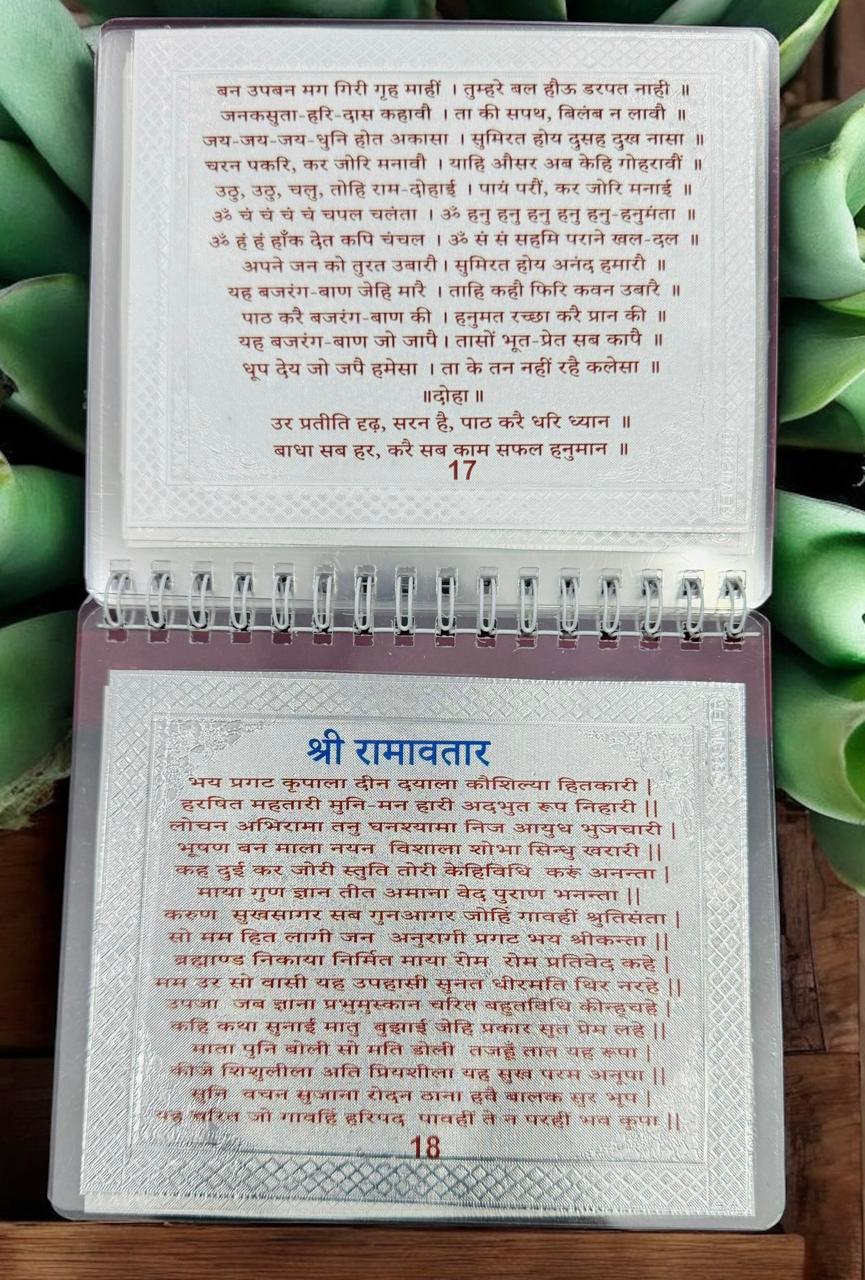 बन उपबन मग गिरी गृह माहीं । तुम्हरे बल हौऊ डरपत नाही ॥
जनकसुता-हरि-दास कहावौ । ता की सपथ, बिलंब न लावौ ॥
जय-जय-जय-धुनि होत अकासा । सुमिरत होय दुसह दुख नासा ॥
चरन पकरि, कर जोरि मनावौ । याहि औसर अब केहि गोहरावौं ॥
उठु, उठु, चलु, तोहि राम-दोहाई । पायं परौं, कर जोरि मनाई ॥
ॐ चं चं चं चं चपल चलंता । ॐ हनु हनु हनु हनु हनु-हनुमंता ॥
ॐ हं हं हाँक देत कपि चंचल । ॐ सं सं सहमि पराने खल-दल ॥
अपने जन को तुरत उबारौ । सुमिरत होय अनंद हमारौ ॥
यह बजरंग-बाण जेहि मारै । ताहि कहौ फिरि कवन उबारै ॥
पाठ करै बजरंग-बाण की । हनुमत रच्छा करै प्रान की ॥
यह बजरंग-बाण जो जापै । तासों भूत-प्रेत सब कापै ॥
धूप देय जो जपै हमेसा । ता के तन नहीं रहै कलेसा ॥
॥दोहा॥
उर प्रतीति दृढ़, सरन है, पाठ करै धरि ध्यान ॥
बाधा सब हर, करै सब काम सफल हनुमान ॥
17
श्री रामावतार
भय प्रगट कृपाला दीन दयाला कौशिल्या हितकारी |
हरषित महतारी मुनि-मन हारी अदभुत रूप निहारी ||
लोचन अभिरामा तनु घनश्यामा निज आयुध भुजचारी |
भूषण बन माला नयन विशाला शोभा सिन्धु खरारी ||
कह दुई कर जोरी स्तुति तोरी केहिविधि करूं अनन्ता |
माया गुण ज्ञान तीत अमाना वेद पुराण भनन्ता ||
करुण सुखसागर सब गुनआगर जोहिं गावहीं श्रुतिसंता |
सो मम हित लागी जन अनुरागी प्रगट भय श्रीकन्ता ||
ब्रह्माण्ड निकाया निर्मित माया रोम रोम प्रतिवेद कहे |
मम उर सो वासी यह उपहासी सुनत धीरमति थिर नरहे ||
उपजा जब ज्ञाना प्रभुमुस्कान चरित बहुतविधि कीन्हचहे |
कहि कथा सुनाई मातु बुझाई जेहि प्रकार सूत प्रेम लहे ||
माता पुनि बोली सो मति डोली तजहूँ तात यह रूपा |
कीजे शिशुलीला अति प्रियशीला यह सुख परम अनूपा ||
सुनि वचन सुजाना रोदन ठाना हवै बालक सुर भूप |
यह चरित जो गावहिं हरिपद पावहीं ते न परहीं भव कूपा ||
18